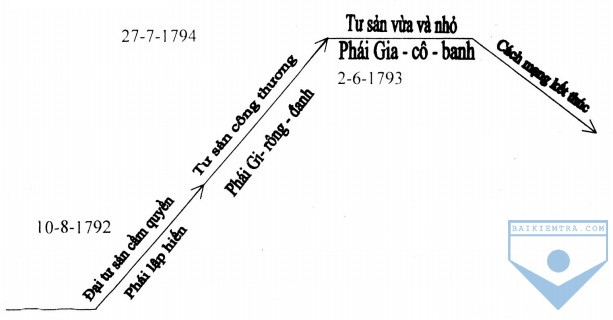 Tư sản vừa và nhỏ
27-7-1794
Phái Gia - cô - banh
2-6-1793
Cách mạng kết thúc
Tư sản công thương
Phái Gi- rông - đanh
10-8-1792
Đại tư sản cầm quyền
Phái lập hiến
BAIKIEMTRA.COM